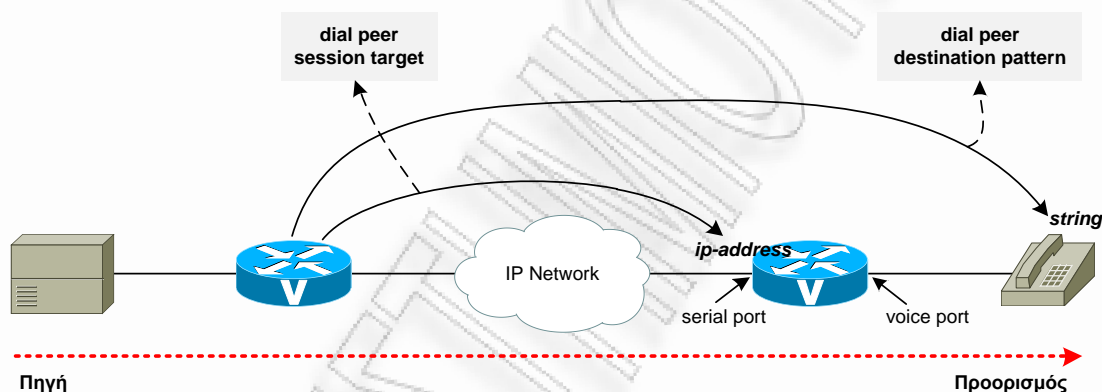 dial peer
session target
dial peer
destination pattern
string
ip-address
IP Network
V
V
serial port
voice port
Πηγή
Προορισμός